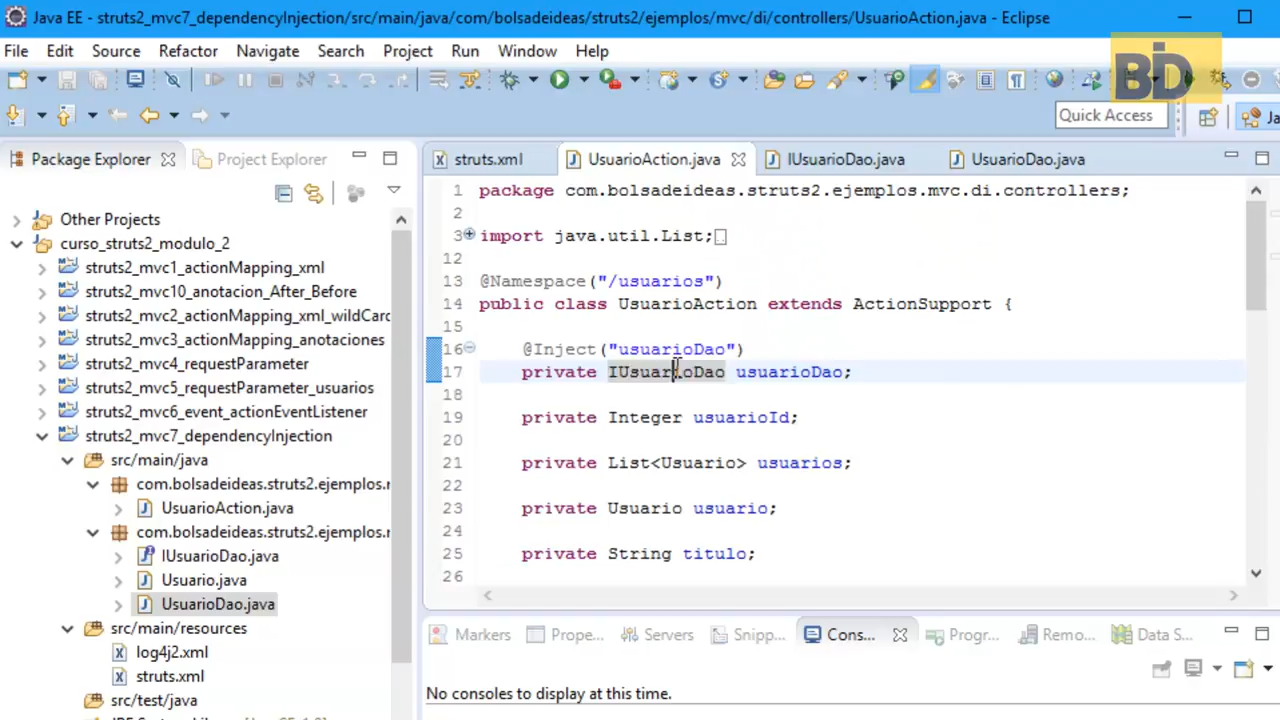 Java EE - struts2_mvc7_dependencyInjection/src/main/java/com/bolsadeideas/struts2/ejemplos/mvc/di/controllers/UsuarioAction.java - Eclipse
File Edit Source Refactor Navigate Search Project Run Window Help
BD
Quick Access
Ja
Package Explorer Project Explorer
struts.xml UsuarioAction.java IUsuarioDao.java UsuarioDao.java
Other Projects
curso_struts2_modulo_2
struts2_mvc1_actionMapping_xml
struts2_mvc10_anotacion_After_Before
struts2_mvc2_actionMapping_xml_wildCard
struts2_mvc3_actionMapping_anotaciones
struts2_mvc4_requestParameter
struts2_mvc5_requestParameter_usuarios
struts2_mvc6_event_actionEventListener
struts2_mvc7_dependencyInjection
src/main/java
com.bolsadeideas.struts2.ejemplos.
UsuarioAction.java
com.bolsadeideas.struts2.ejemplos.
IUsuarioDao.java
Usuario.java
UsuarioDao.java
src/main/resources
log4j2.xml
struts.xml
src/test/java
1 package com.bolsadeideas.struts2.ejemplos.mvc.di.controllers;
2
3 import java.util.List;
12
13 @Namespace("/usuarios")
14 public class UsuarioAction extends ActionSupport {
15
16 @Inject("usuarioDao")
17 private IUsuarioDao usuarioDao;
18
19 private Integer usuarioId;
20
21 private List<Usuario> usuarios;
22
23 private Usuario usuario;
24
25 private String titulo;
26
Markers Prope... Servers Snipp... Cons... Progr... Remo... Data S...
No consoles to display at this time.